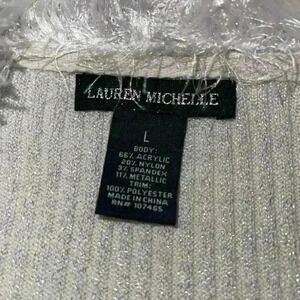 LAUREN MICHELLE
L
BODY:
66% ACRYLIC
20% NYLON
3% SPANDEX
11% METALLIC
TRIM:
100% POLYESTER
MADE IN CHINA
RN# 107465